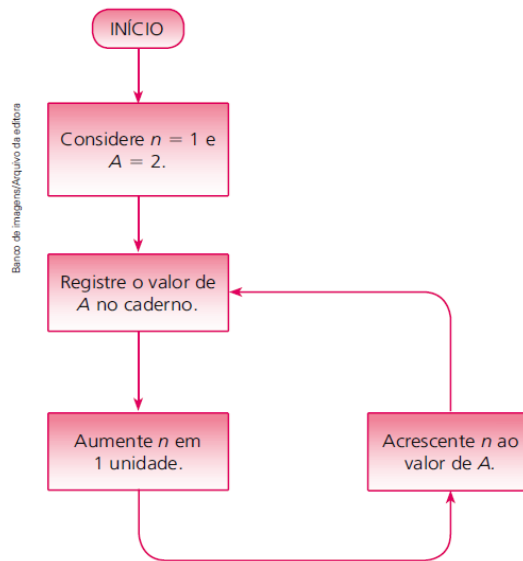 INÍCIO
Considere n = 1 e
A = 2.
Registre o valor de
A no caderno.
Aumente n em
1 unidade.
Acrescente n ao
valor de A.
Banco de imagens/Arquivo da editora